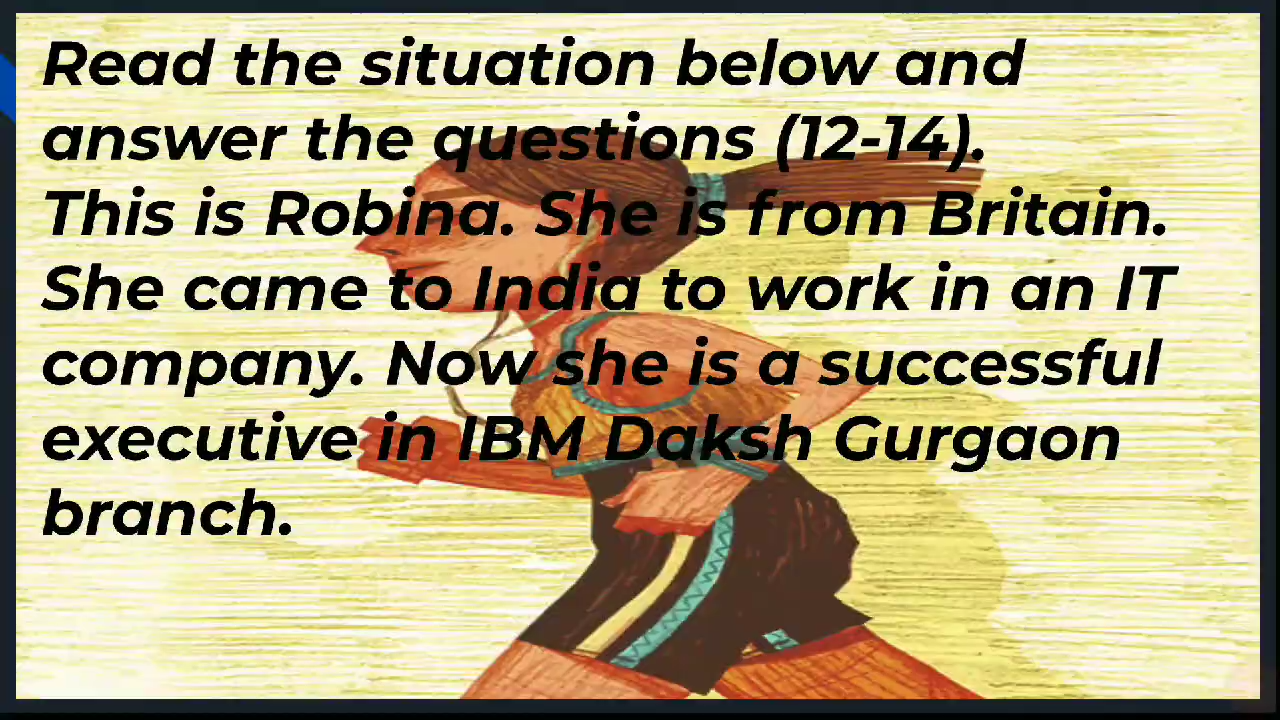 Read the situation below and
answer the questions (12-14).
This is Robina. She is from Britain.
She came to India to work in an IT
company. Now she is a successful
executive in IBM Daksh Gurgaon
branch.